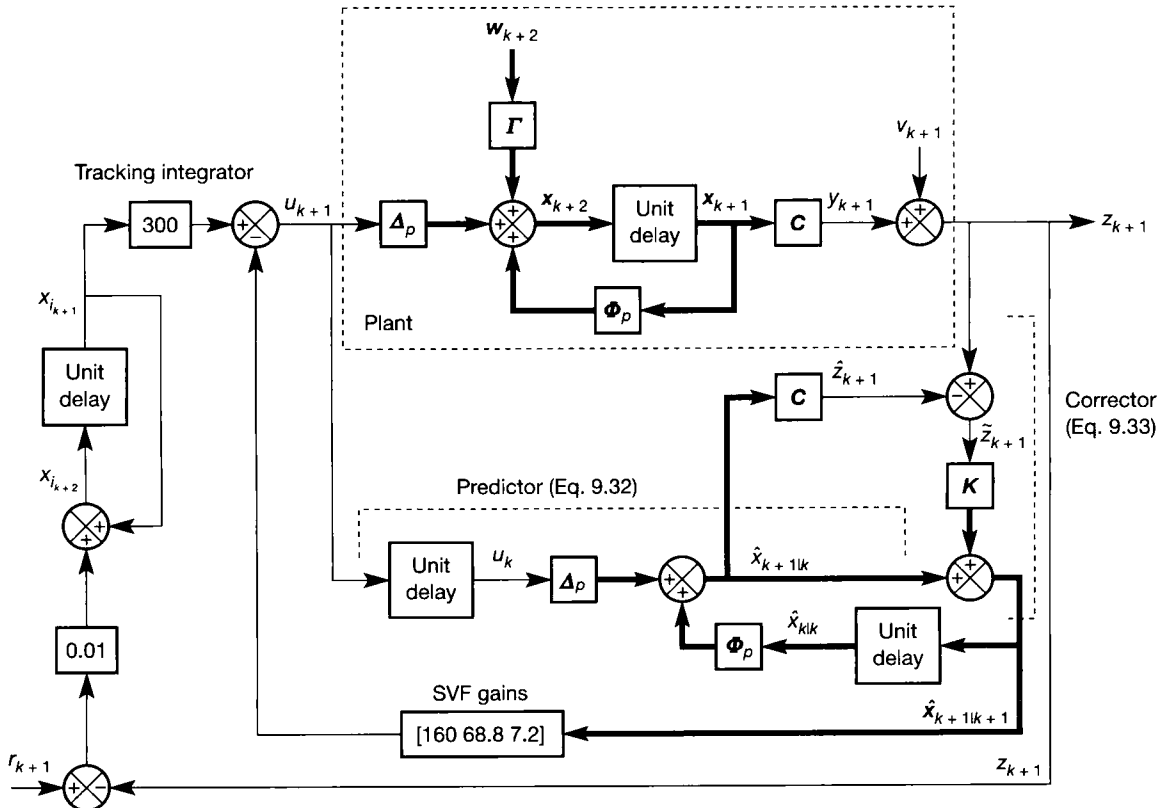 w_{k+2}
Γ
v_{k+1}
Tracking integrator
300
+
−
u_{k+1}
Δ_p
+
+
+
x_{k+2}
Unit
delay
x_{k+1}
C
y_{k+1}
+
+
z_{k+1}
Φ_p
Plant
x_{i_{k+1}}
Unit
delay
x_{i_{k+2}}
+
+
C
ẑ_{k+1}
−
+
Corrector
(Eq. 9.33)
z̃_{k+1}
K
Predictor (Eq. 9.32)
Unit
delay
u_k
Δ_p
+
+
x̂_{k+1|k}
+
+
Φ_p
x̂_{k|k}
Unit
delay
0.01
SVF gains
[160 68.8 7.2]
x̂_{k+1|k+1}
r_{k+1}
+
−
z_{k+1}